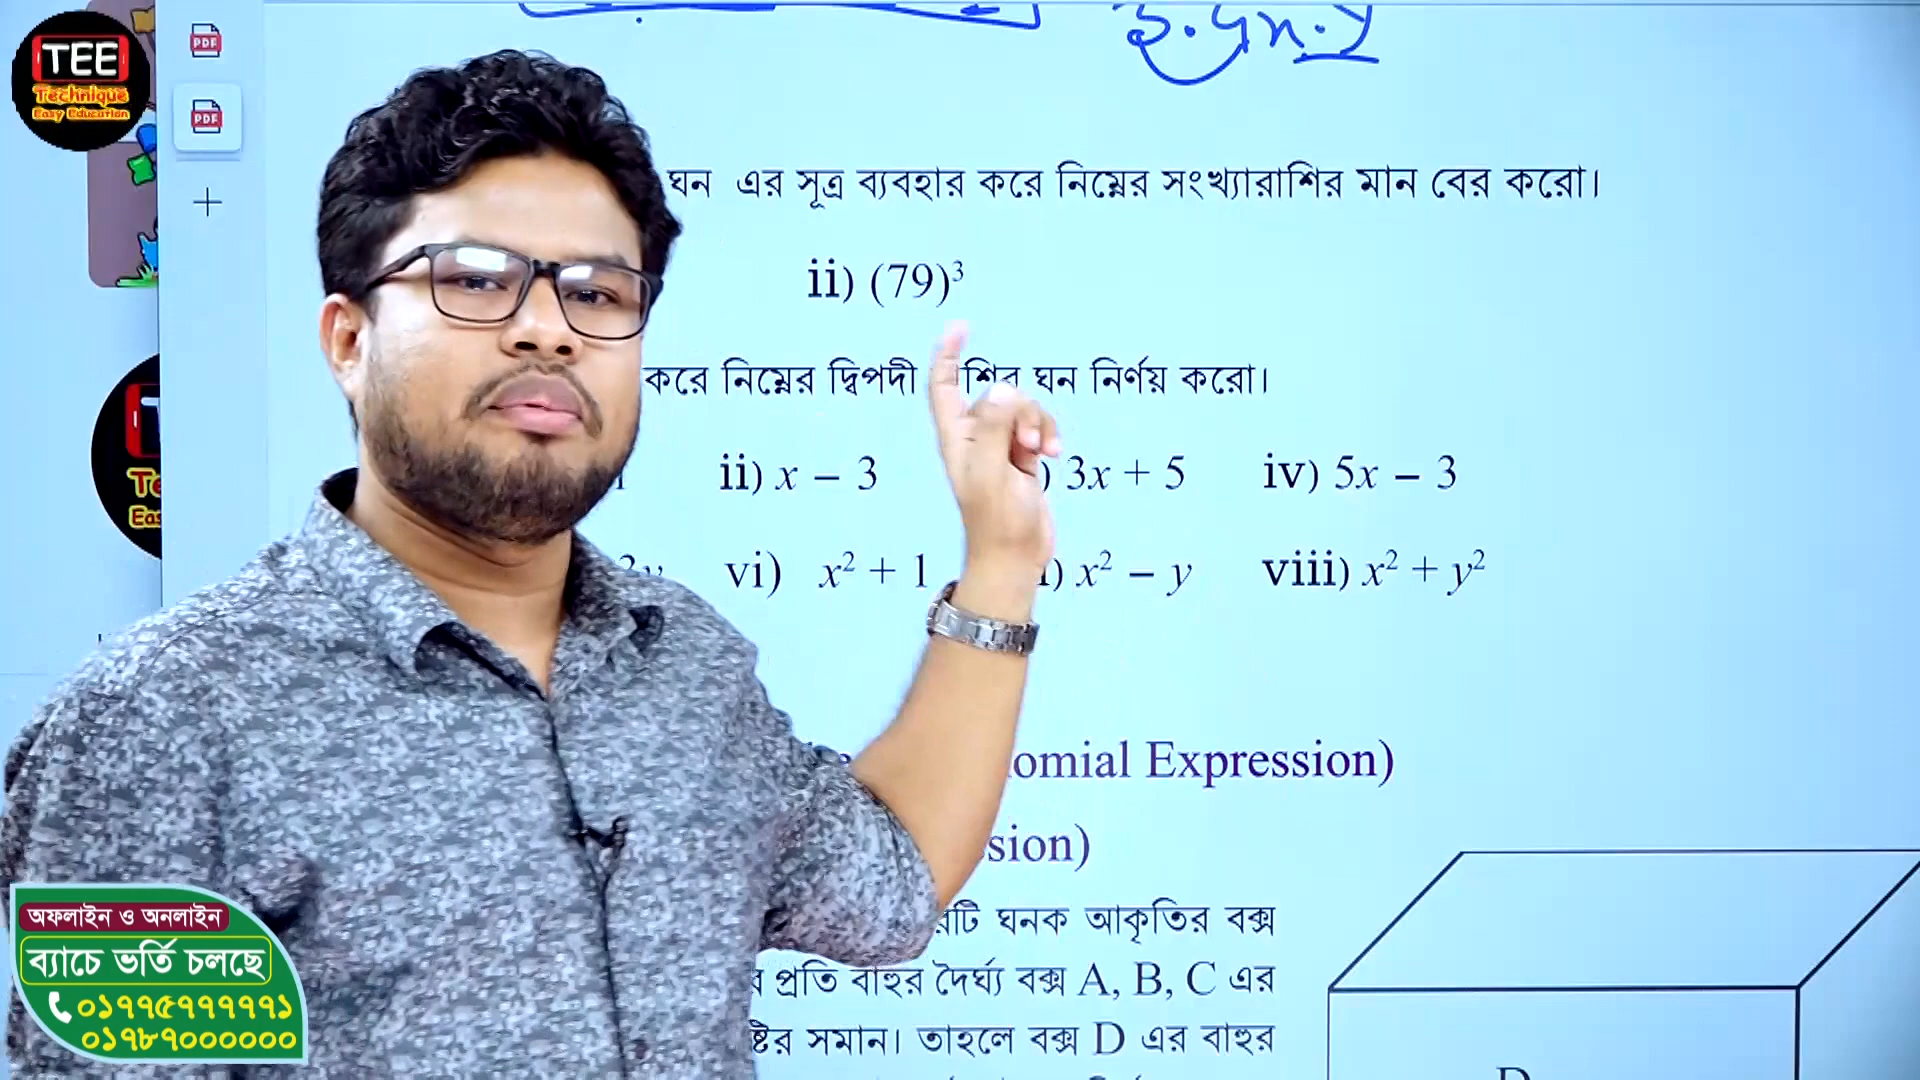 TEE
Technique
Easy Education
PDF
PDF
ঘন এর সূত্র ব্যবহার করে নিম্নের সংখ্যারাশির মান বের করো।
ii) (79)³
করে নিম্নের দ্বিপদী ঘন নির্ণয় করো।
ii) x – 3 ) 3x + 5 iv) 5x – 3
vi) x² + 1 ) x² – y viii) x² + y²
Expression)
ঘনক আকৃতির বক্স
প্রতি বাহুর দৈর্ঘ্য বক্স A, B, C এর
সমান। তাহলে বক্স D এর বাহুর
D
অফলাইন ও অনলাইন
ব্যাচে ভর্তি চলছে
০১৭৭৫৭৭৭৭৭১
০১৭৮৭০০০০০০